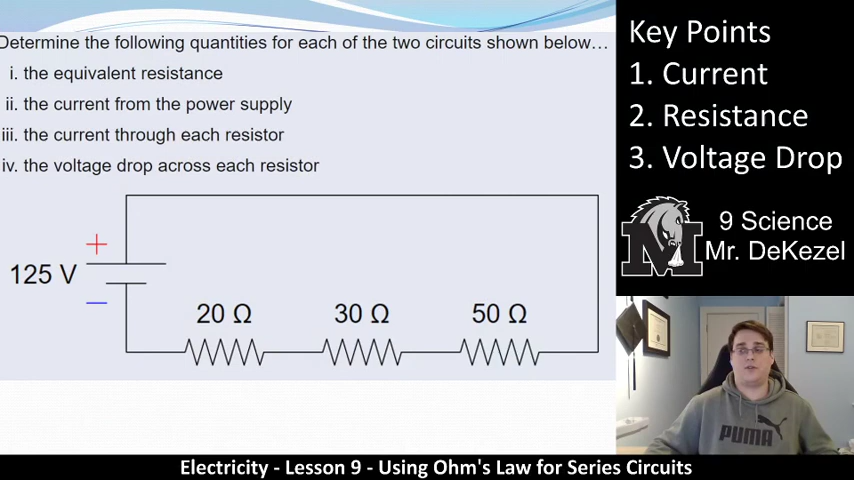 Determine the following quantities for each of the two circuits shown below…
i. the equivalent resistance
ii. the current from the power supply
iii. the current through each resistor
iv. the voltage drop across each resistor
+
125 V
−
20 Ω 30 Ω 50 Ω
Key Points
1. Current
2. Resistance
3. Voltage Drop
M
9 Science
Mr. DeKezel
PUMA
Electricity - Lesson 9 - Using Ohm's Law for Series Circuits